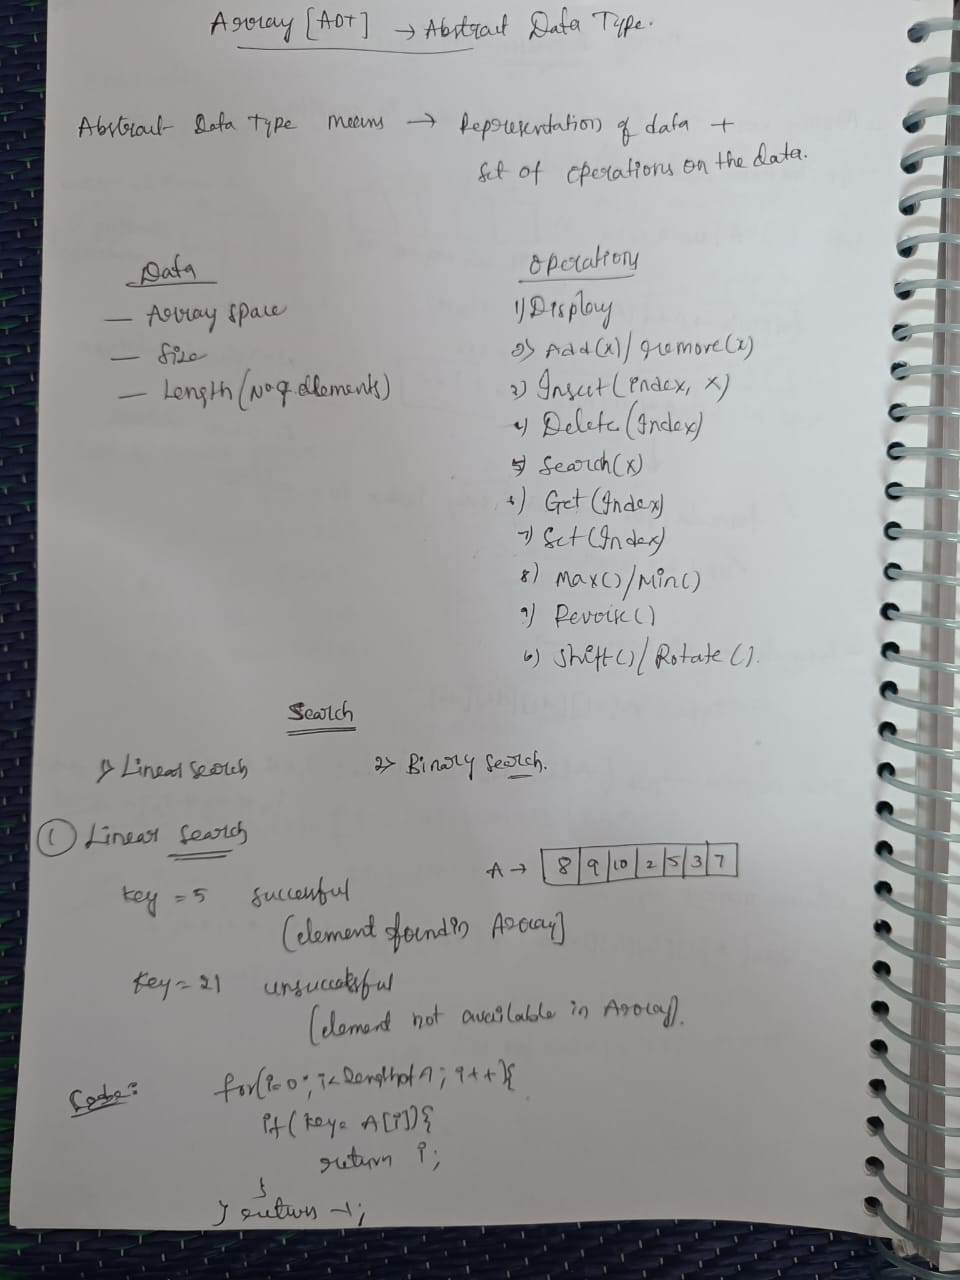 Array [ADT] → Abstract Data Type.
Abstract Data Type means → Representation of data +
set of operations on the data.
Data
— Array space
— Size
— Length (No of elements)
Operations
1) Display
2) Add(x)/remove(x)
3) Insert (index, x)
4) Delete (Index)
5) Search(x)
6) Get (Index)
7) Set (Index)
8) Max()/Min()
9) Reverse()
10) Shift()/Rotate().
Search
1) Linear search 2) Binary search.
① Linear Search
A → 8 9 10 2 5 3 7
key = 5 successful
(element found in Array]
key = 21 unsuccessful
(element not available in Array).
Code: for(i=0; i<length of A; i++){
if(key= A[i]){
return i;
}
} return -1;